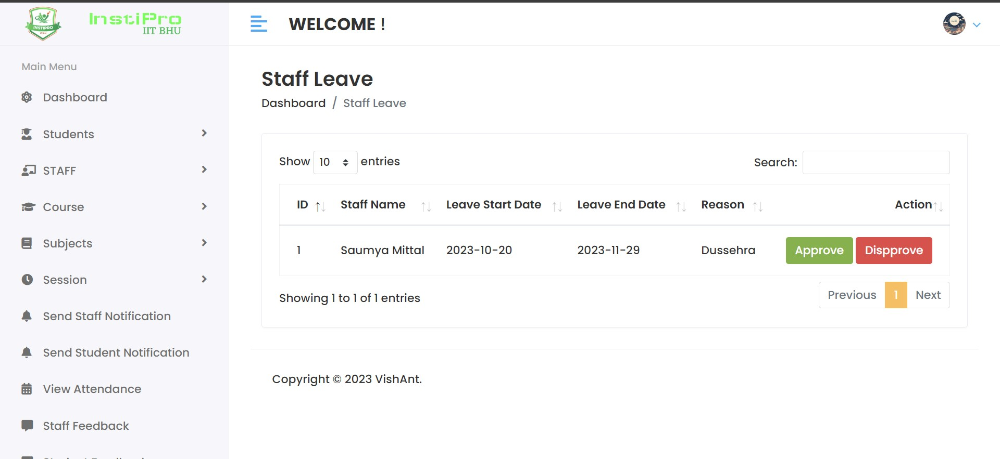 INSTIPRO
InstiPro
IIT BHU
WELCOME !
Main Menu
Dashboard
Students
STAFF
Course
Subjects
Session
Send Staff Notification
Send Student Notification
View Attendance
Staff Feedback
Staff Leave
Dashboard / Staff Leave
Show 10 entries
Search:
ID Staff Name Leave Start Date Leave End Date Reason Action
1 Saumya Mittal 2023-10-20 2023-11-29 Dussehra Approve Dispprove
Showing 1 to 1 of 1 entries
Previous 1 Next
Copyright © 2023 VishAnt.